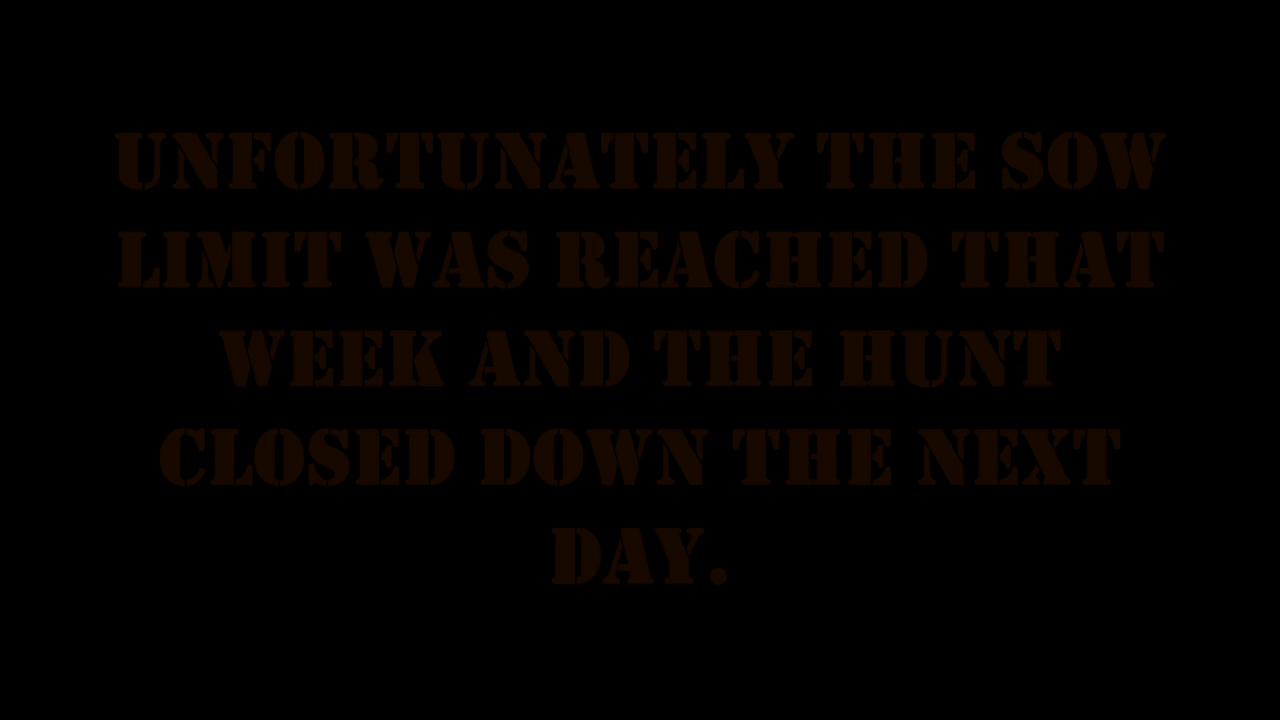 UNFORTUNATELY THE SOW
LIMIT WAS REACHED THAT
WEEK AND THE HUNT
CLOSED DOWN THE NEXT
DAY.